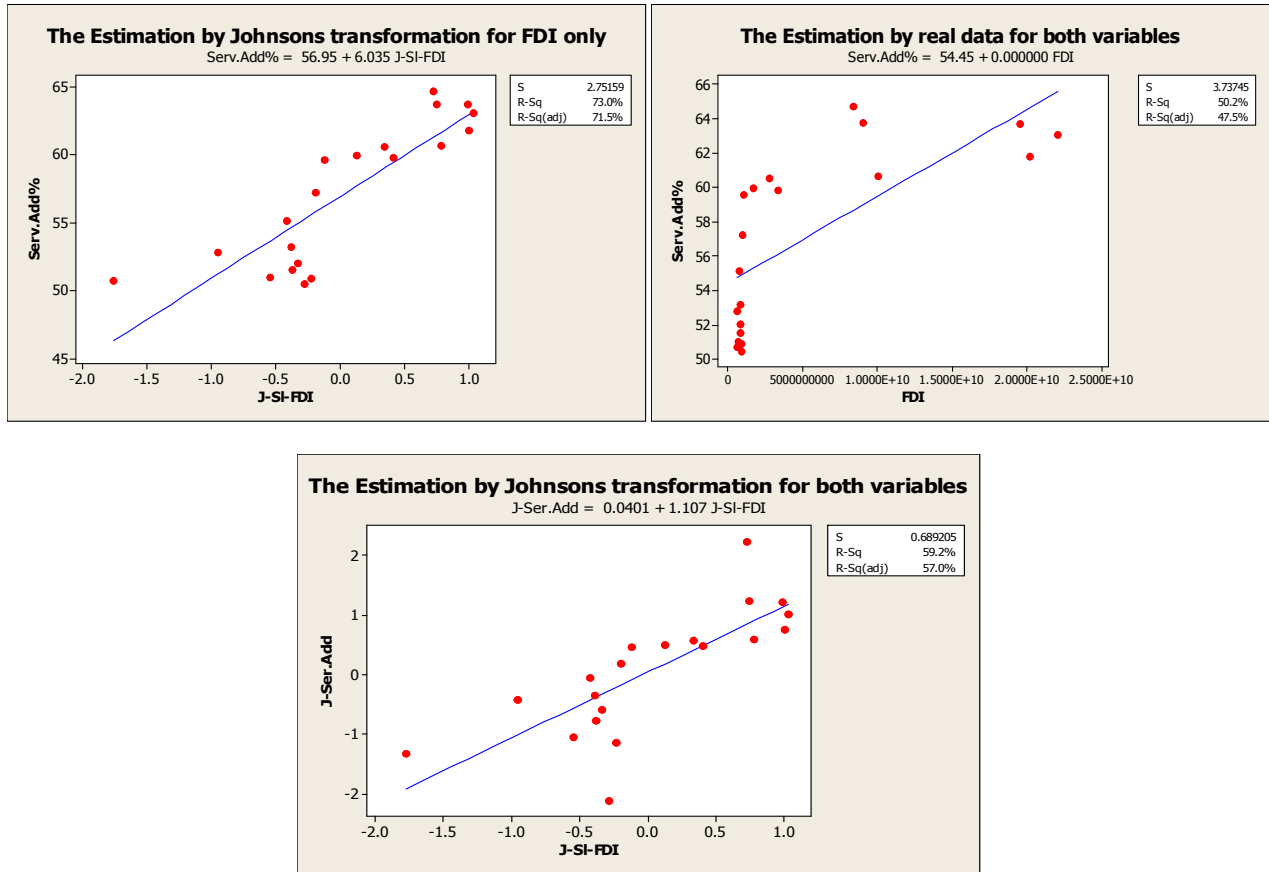 The Estimation by Johnsons transformation for FDI only
Serv.Add% = 56.95 + 6.035 J-SI-FDI
S 2.75159
R-Sq 73.0%
R-Sq(adj) 71.5%
65
60
55
50
45
Serv.Add%
-2.0 -1.5 -1.0 -0.5 0.0 0.5 1.0
J-SI-FDI
The Estimation by real data for both variables
Serv.Add% = 54.45 + 0.000000 FDI
S 3.73745
R-Sq 50.2%
R-Sq(adj) 47.5%
66
64
62
60
58
56
54
52
50
Serv.Add%
0 5000000000 1.0000E+10 1.5000E+10 2.0000E+10 2.5000E+10
FDI
The Estimation by Johnsons transformation for both variables
J-Ser.Add = 0.0401 + 1.107 J-SI-FDI
S 0.689205
R-Sq 59.2%
R-Sq(adj) 57.0%
2
1
0
-1
-2
J-Ser.Add
-2.0 -1.5 -1.0 -0.5 0.0 0.5 1.0
J-SI-FDI